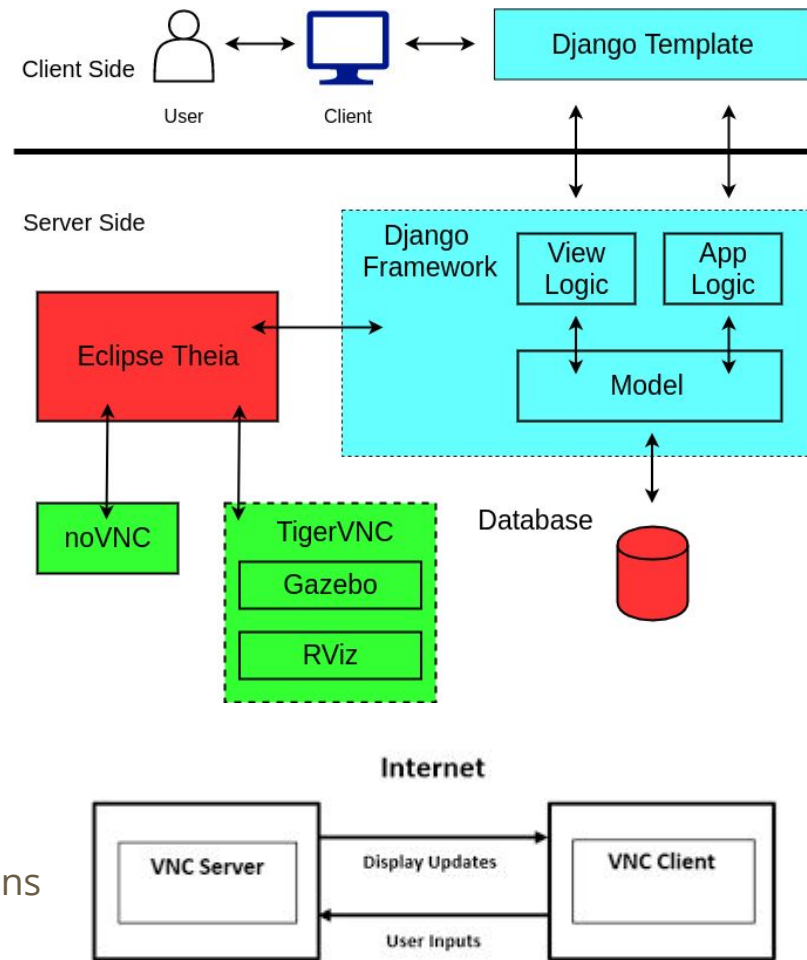 Client Side
User
Client
Django Template
Server Side
Django
Framework
View
Logic
App
Logic
Model
Eclipse Theia
noVNC
TigerVNC
Gazebo
RViz
Database
Internet
VNC Server
Display Updates
VNC Client
User Inputs
ns